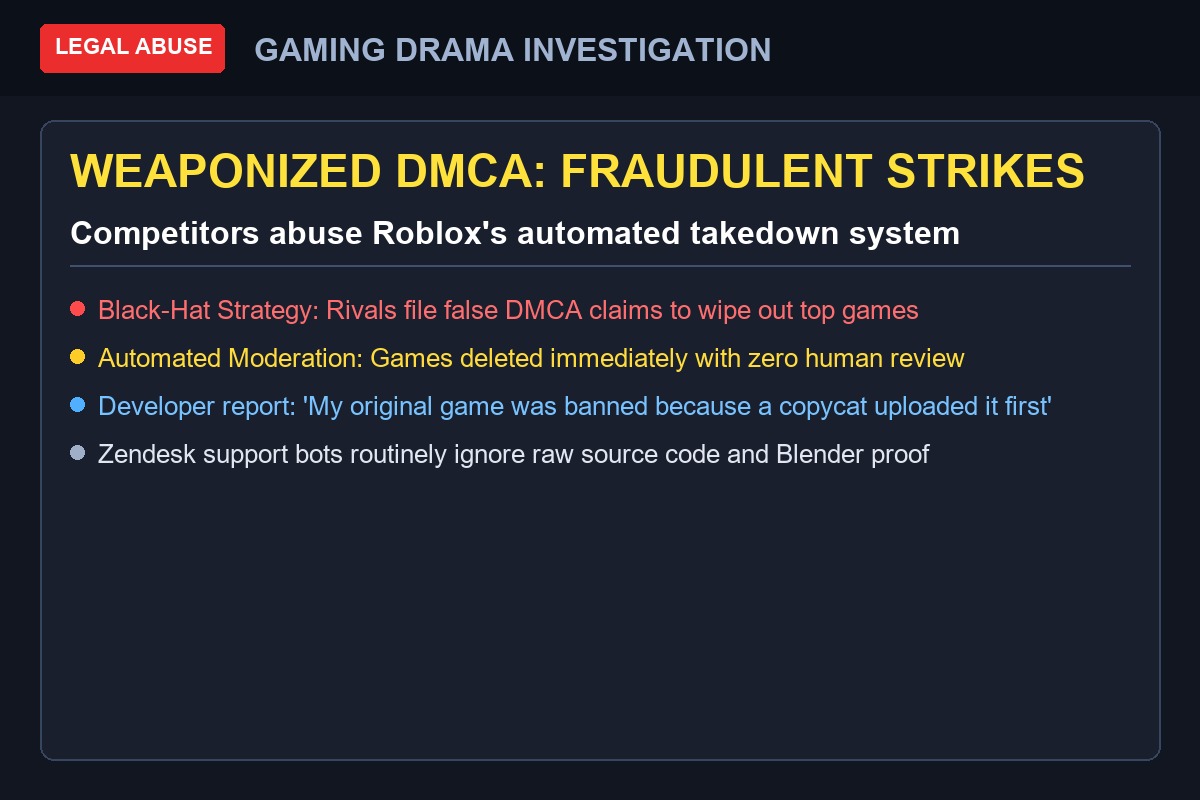 LEGAL ABUSE
GAMING DRAMA INVESTIGATION
WEAPONIZED DMCA: FRAUDULENT STRIKES
Competitors abuse Roblox's automated takedown system
Black-Hat Strategy: Rivals file false DMCA claims to wipe out top games
Automated Moderation: Games deleted immediately with zero human review
Developer report: 'My original game was banned because a copycat uploaded it first'
Zendesk support bots routinely ignore raw source code and Blender proof